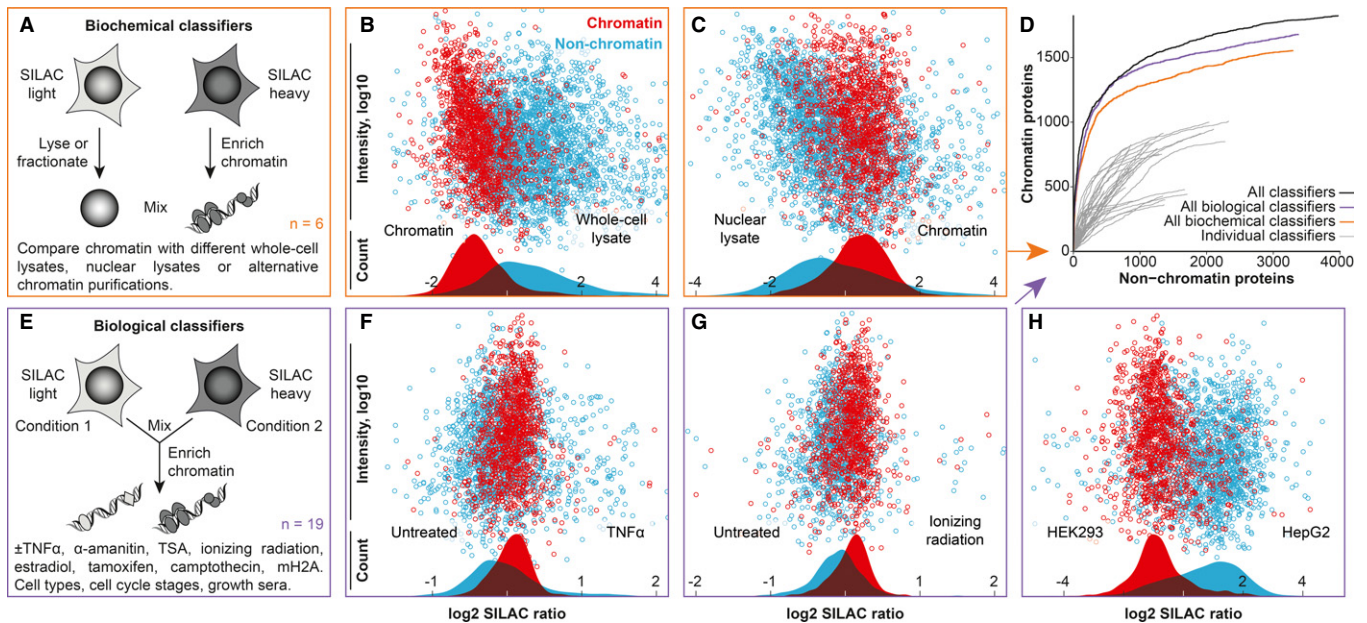 A
Biochemical classifiers
SILAC
light
SILAC
heavy
Lyse or
fractionate
Enrich
chromatin
Mix
n = 6
Compare chromatin with different whole-cell
lysates, nuclear lysates or alternative
chromatin purifications.
B
Chromatin
Non-chromatin
Intensity, log10
Count
Chromatin
Whole-cell
lysate
-2
2
4
C
Nuclear
lysate
Chromatin
-4
-2
2
4
D
Chromatin proteins
1500
1000
500
0
All classifiers
All biological classifiers
All biochemical classifiers
Individual classifiers
0
1000
2000
3000
4000
Non−chromatin proteins
E
Biological classifiers
SILAC
light
SILAC
heavy
Condition 1
Mix
Condition 2
Enrich
chromatin
n = 19
±TNFα, α-amanitin, TSA, ionizing radiation,
estradiol, tamoxifen, camptothecin, mH2A.
Cell types, cell cycle stages, growth sera.
F
Intensity, log10
Count
Untreated
TNFα
-1
1
2
log2 SILAC ratio
G
Untreated
Ionizing
radiation
-2
-1
1
2
log2 SILAC ratio
H
HEK293
HepG2
-4
2
4
log2 SILAC ratio